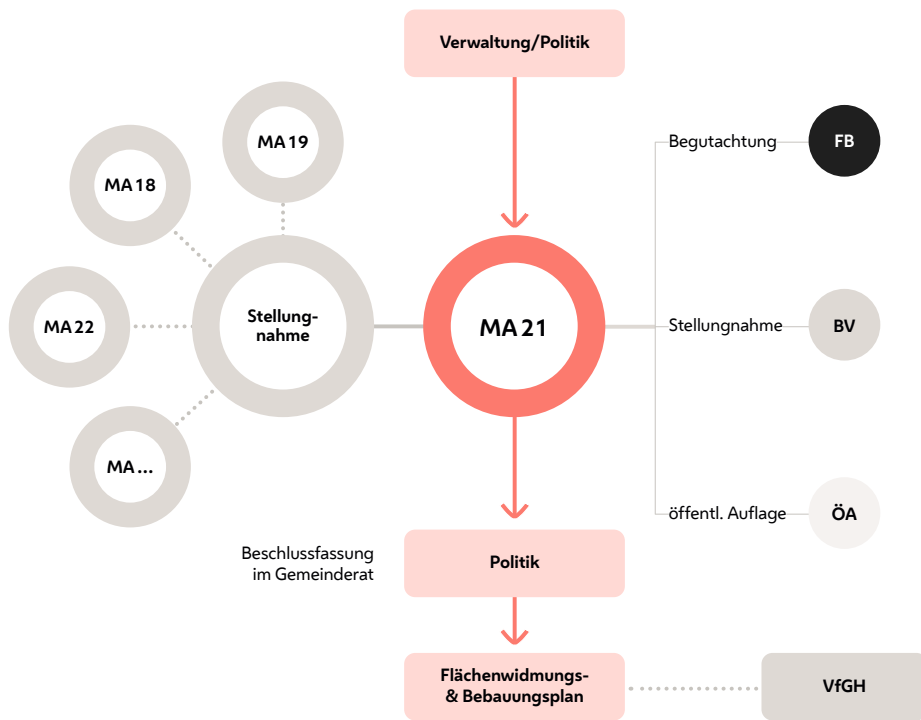 Verwaltung/Politik
MA 19
Begutachtung
FB
MA 18
MA 22
Stellung-
nahme
MA 21
Stellungnahme
BV
MA ...
öffentl. Auflage
ÖA
Beschlussfassung
im Gemeinderat
Politik
Flächenwidmungs-
& Bebauungsplan
VfGH